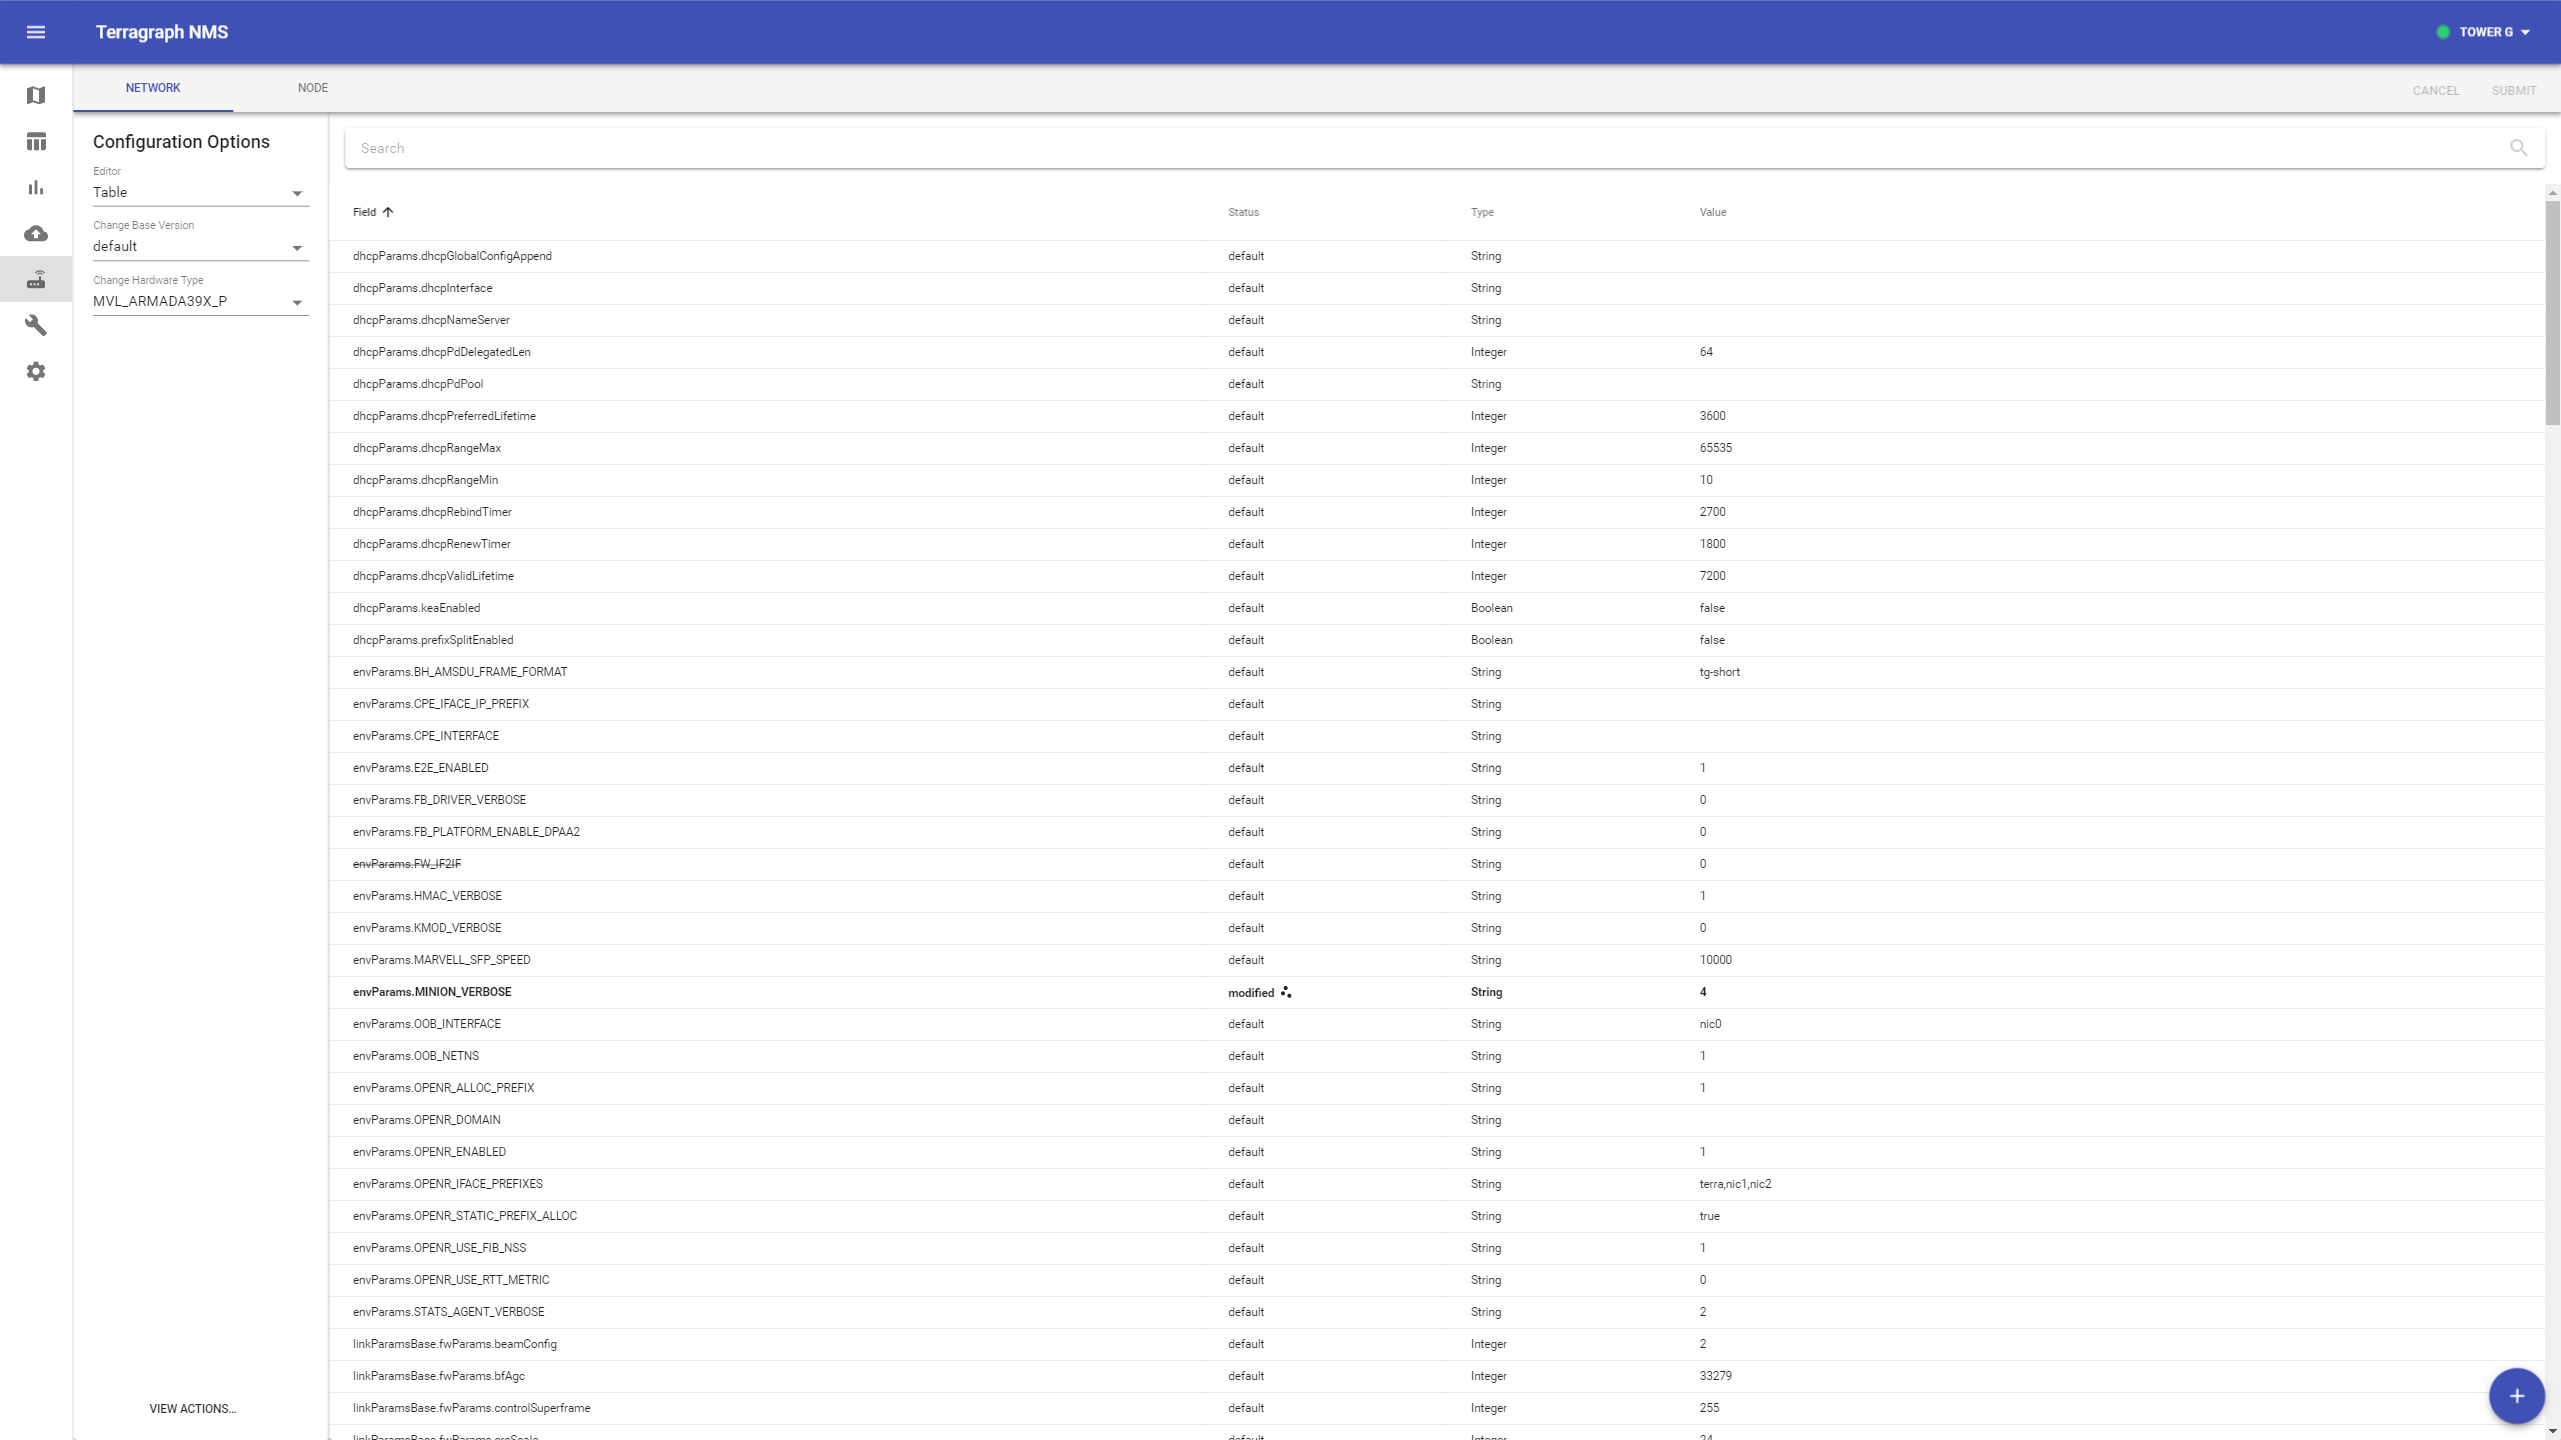 Terragraph NMS
TOWER G
NETWORK NODE CANCEL SUBMIT
Configuration Options
Editor
Table
Change Base Version
default
Change Hardware Type
MVL_ARMADA39X_P
VIEW ACTIONS...
Search
Field Status Type Value
dhcpParams.dhcpGlobalConfigAppend default String
dhcpParams.dhcpInterface default String
dhcpParams.dhcpNameServer default String
dhcpParams.dhcpPdDelegatedLen default Integer 64
dhcpParams.dhcpPdPool default String
dhcpParams.dhcpPreferredLifetime default Integer 3600
dhcpParams.dhcpRangeMax default Integer 65535
dhcpParams.dhcpRangeMin default Integer 10
dhcpParams.dhcpRebindTimer default Integer 2700
dhcpParams.dhcpRenewTimer default Integer 1800
dhcpParams.dhcpValidLifetime default Integer 7200
dhcpParams.keaEnabled default Boolean false
dhcpParams.prefixSplitEnabled default Boolean false
envParams.BH_AMSDU_FRAME_FORMAT default String tg-short
envParams.CPE_IFACE_IP_PREFIX default String
envParams.CPE_INTERFACE default String
envParams.E2E_ENABLED default String 1
envParams.FB_DRIVER_VERBOSE default String 0
envParams.FB_PLATFORM_ENABLE_DPAA2 default String 0
envParams.FW_IF2IF default String 0
envParams.HMAC_VERBOSE default String 1
envParams.KMOD_VERBOSE default String 0
envParams.MARVELL_SFP_SPEED default String 10000
envParams.MINION_VERBOSE modified String 4
envParams.OOB_INTERFACE default String nic0
envParams.OOB_NETNS default String 1
envParams.OPENR_ALLOC_PREFIX default String 1
envParams.OPENR_DOMAIN default String
envParams.OPENR_ENABLED default String 1
envParams.OPENR_IFACE_PREFIXES default String terra,nic1,nic2
envParams.OPENR_STATIC_PREFIX_ALLOC default String true
envParams.OPENR_USE_FIB_NSS default String 1
envParams.OPENR_USE_RTT_METRIC default String 0
envParams.STATS_AGENT_VERBOSE default String 2
linkParamsBase.fwParams.beamConfig default Integer 2
linkParamsBase.fwParams.bfAgc default Integer 33279
linkParamsBase.fwParams.controlSuperframe default Integer 255